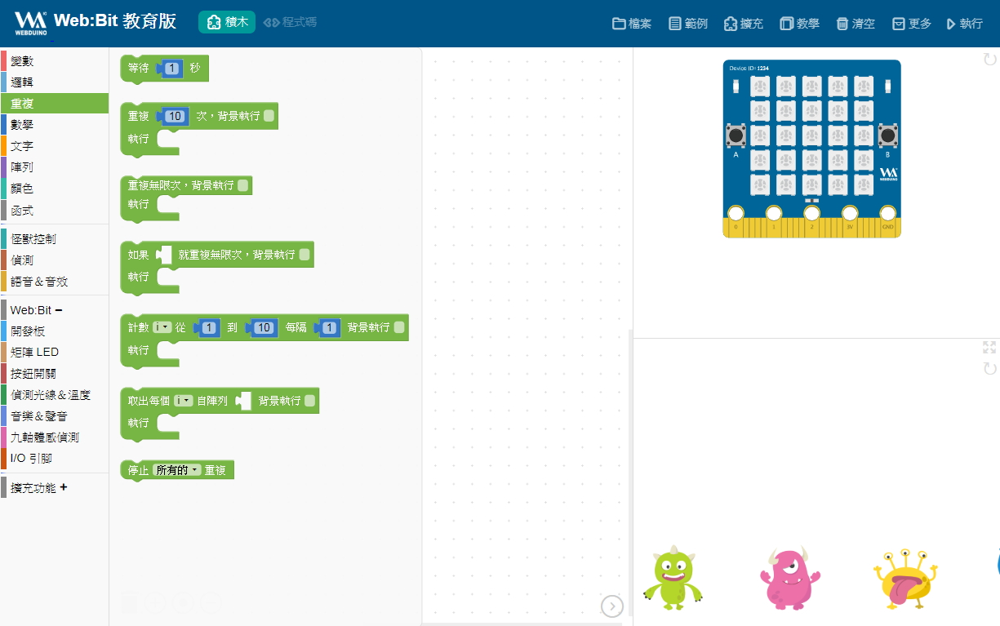 WEBDUINO
Web:Bit 教育版
積木
程式碼
檔案
範例
擴充
教學
清空
更多
執行
變數
邏輯
重複
數學
文字
陣列
顏色
函式
怪獸控制
偵測
語音＆音效
Web:Bit
開發板
矩陣 LED
按鈕開關
偵測光線＆溫度
音樂＆聲音
九軸體感偵測
I/O 引腳
擴充功能 +
等待 1 秒
重複 10 次，背景執行
執行
重複無限次，背景執行
執行
如果 就重複無限次，背景執行
執行
計數 i 從 1 到 10 每隔 1 背景執行
執行
取出每個 i 自陣列 背景執行
執行
停止 所有的 重複
Device ID= 1234
A
B
WEBDUINO
0 1 2 3V GND